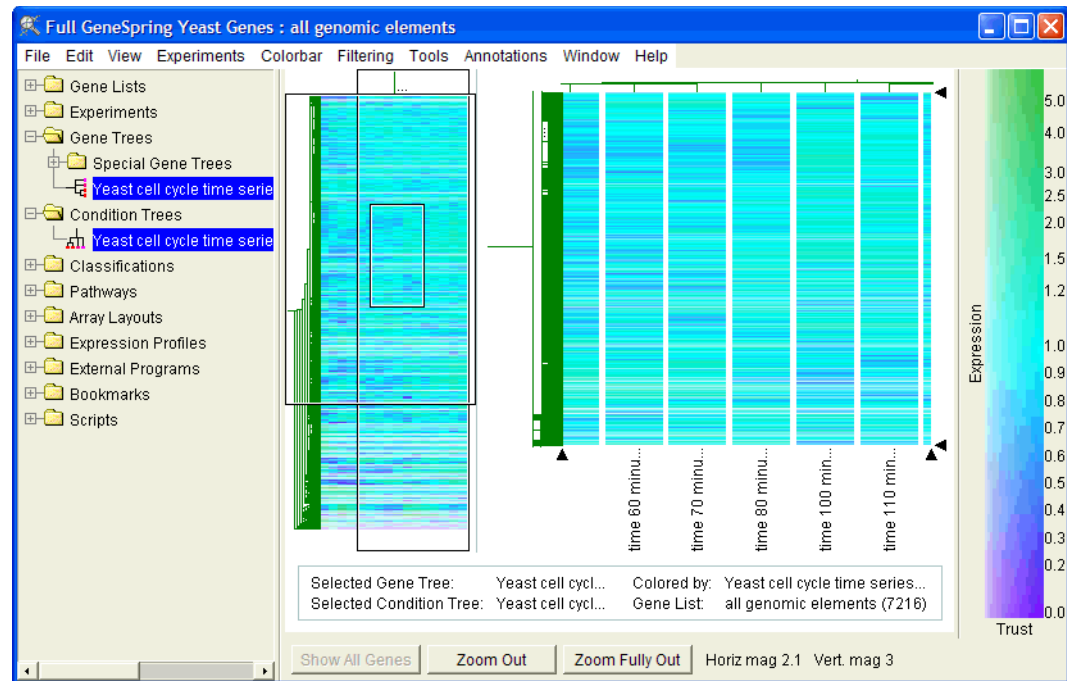 Full GeneSpring Yeast Genes : all genomic elements
File Edit View Experiments Colorbar Filtering Tools Annotations Window Help
Gene Lists
Experiments
Gene Trees
Special Gene Trees
Yeast cell cycle time serie
Condition Trees
Yeast cell cycle time serie
Classifications
Pathways
Array Layouts
Expression Profiles
External Programs
Bookmarks
Scripts
...
time 60 minu...
time 70 minu...
time 80 minu...
time 100 min...
time 110 min...
Selected Gene Tree: Yeast cell cycl... Colored by: Yeast cell cycle time series...
Selected Condition Tree: Yeast cell cycl... Gene List: all genomic elements (7216)
Expression
5.0
4.0
3.0
2.5
2.0
1.5
1.2
1.0
0.9
0.8
0.7
0.6
0.5
0.4
0.3
0.2
0.0
Trust
Show All Genes Zoom Out Zoom Fully Out Horiz mag 2.1 Vert. mag 3